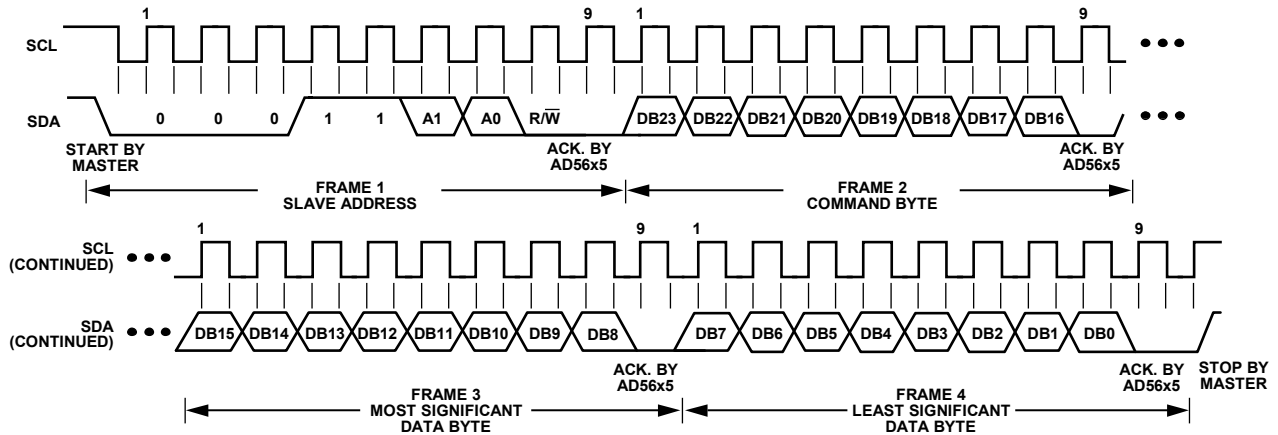 1 9 1 9
SCL
SDA
0 0 0 1 1 A1 A0 R/W̅ DB23 DB22 DB21 DB20 DB19 DB18 DB17 DB16
START BY
MASTER
ACK. BY
AD56x5
ACK. BY
AD56x5
FRAME 1
SLAVE ADDRESS
FRAME 2
COMMAND BYTE
1 9 1 9
SCL
(CONTINUED)
SDA
(CONTINUED)
DB15 DB14 DB13 DB12 DB11 DB10 DB9 DB8 DB7 DB6 DB5 DB4 DB3 DB2 DB1 DB0
ACK. BY
AD56x5
ACK. BY
AD56x5
STOP BY
MASTER
FRAME 3
MOST SIGNIFICANT
DATA BYTE
FRAME 4
LEAST SIGNIFICANT
DATA BYTE